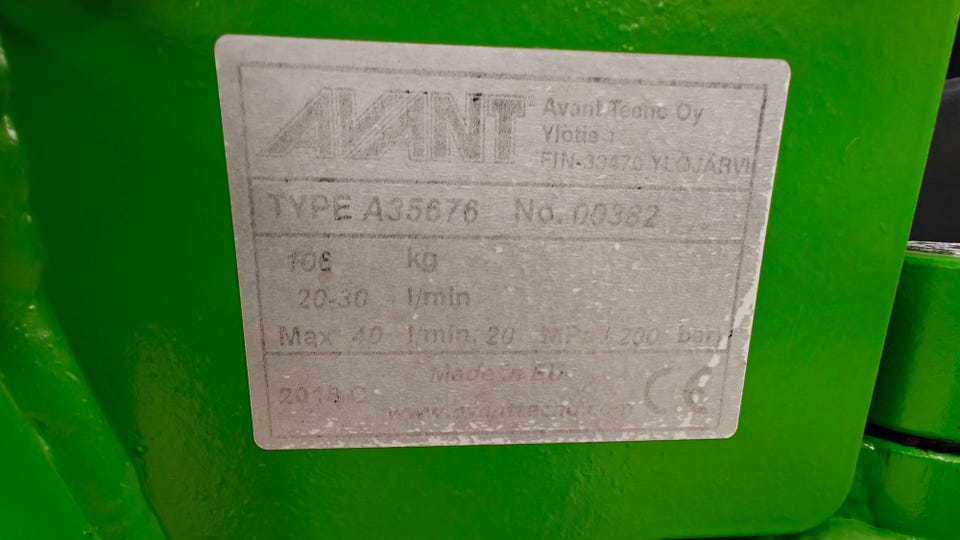 AVANT® Avant Tecno Oy
Ylötie 1
FIN-33470 YLÖJÄRVI
TYPE A35676 No. 00382
kg
20-30 l/min
Max. 40 l/min, 20 MPa / 200 bar
Made in EU
www.avanttecno.com CE